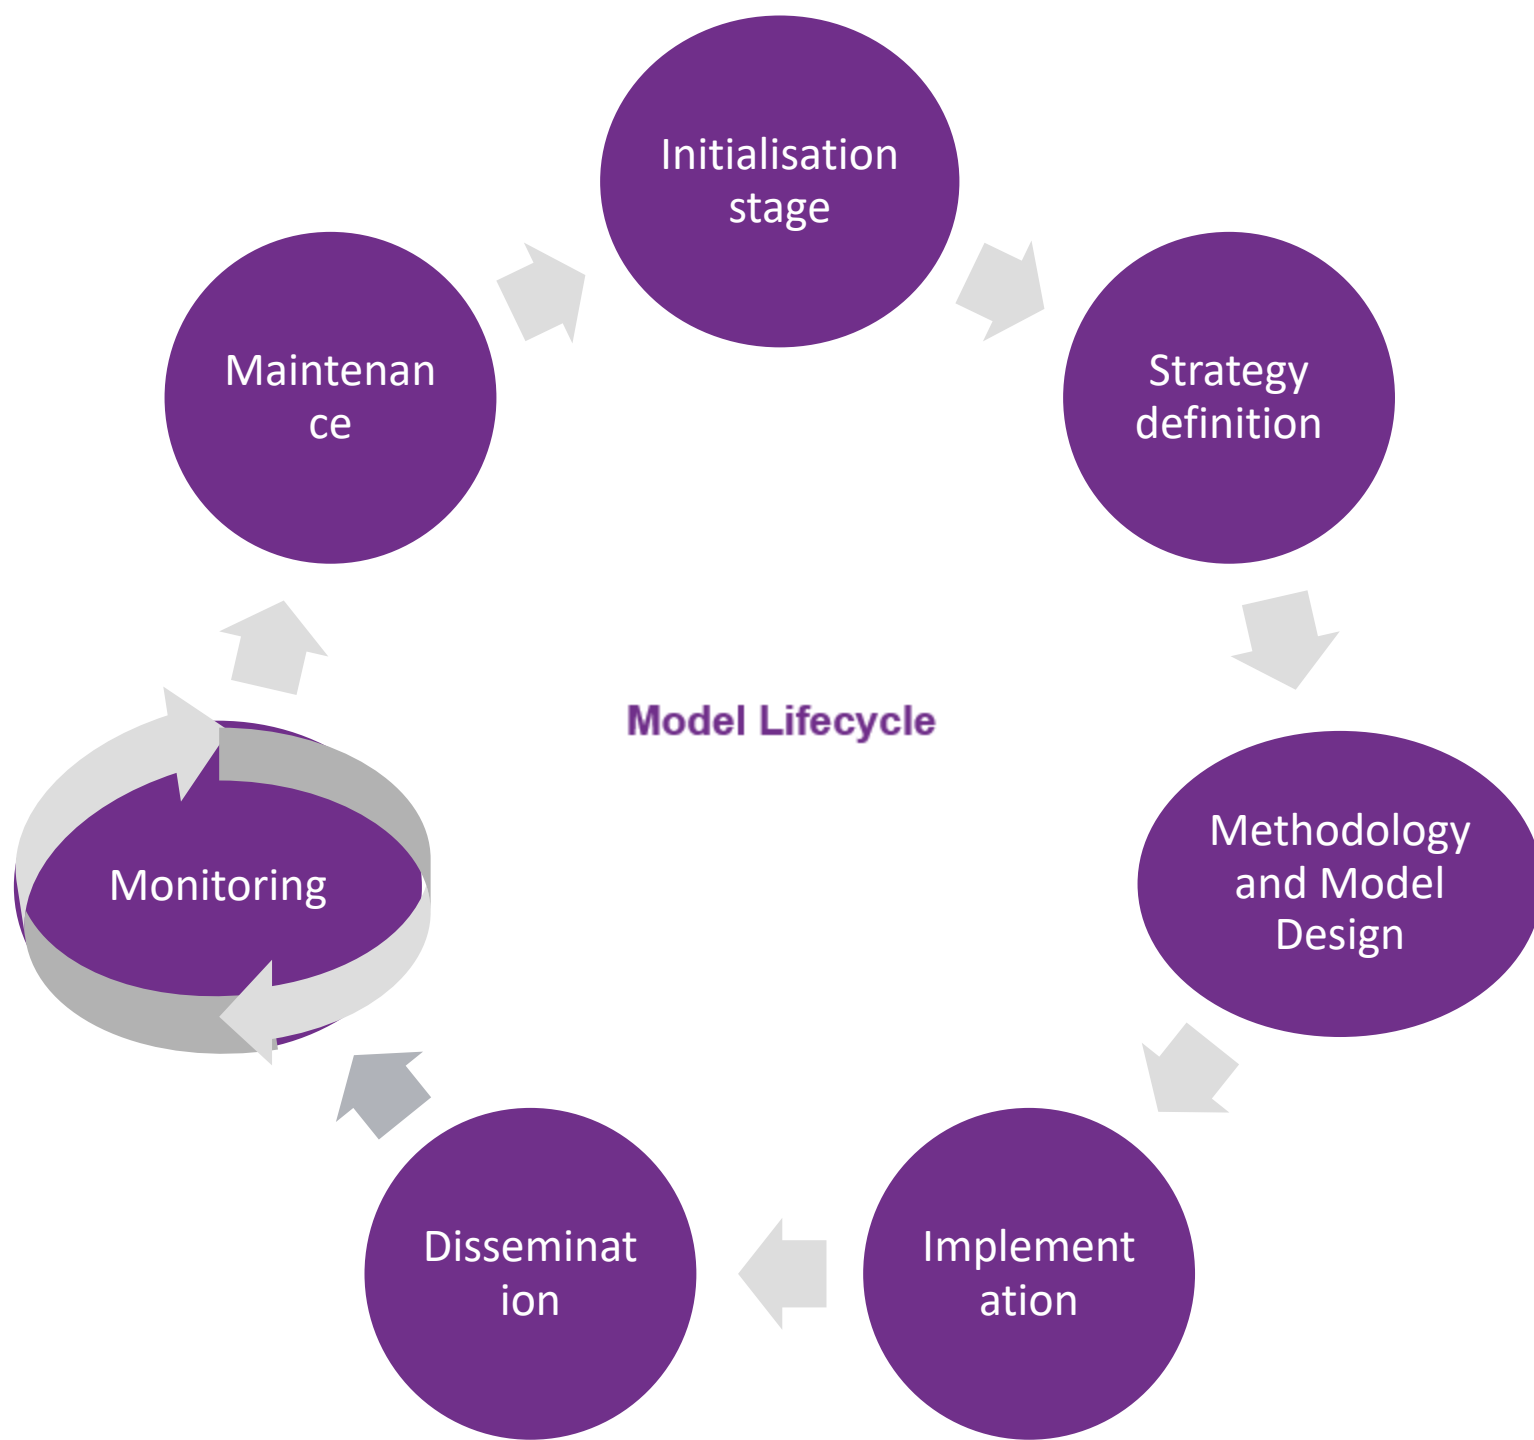 Initialisation
stage
Strategy
definition
Methodology
and Model
Design
Implement
ation
Disseminat
ion
Monitoring
Maintenan
ce
Model Lifecycle